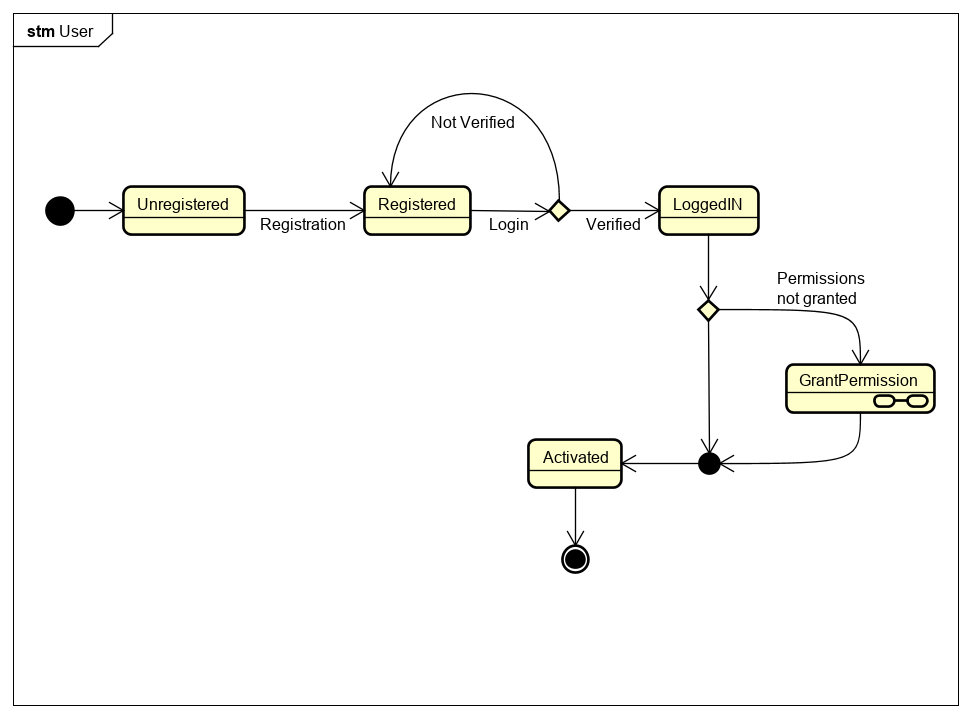 stm User
Not Verified
Unregistered
Registered
LoggedIN
Registration
Login
Verified
Permissions
not granted
GrantPermission
Activated